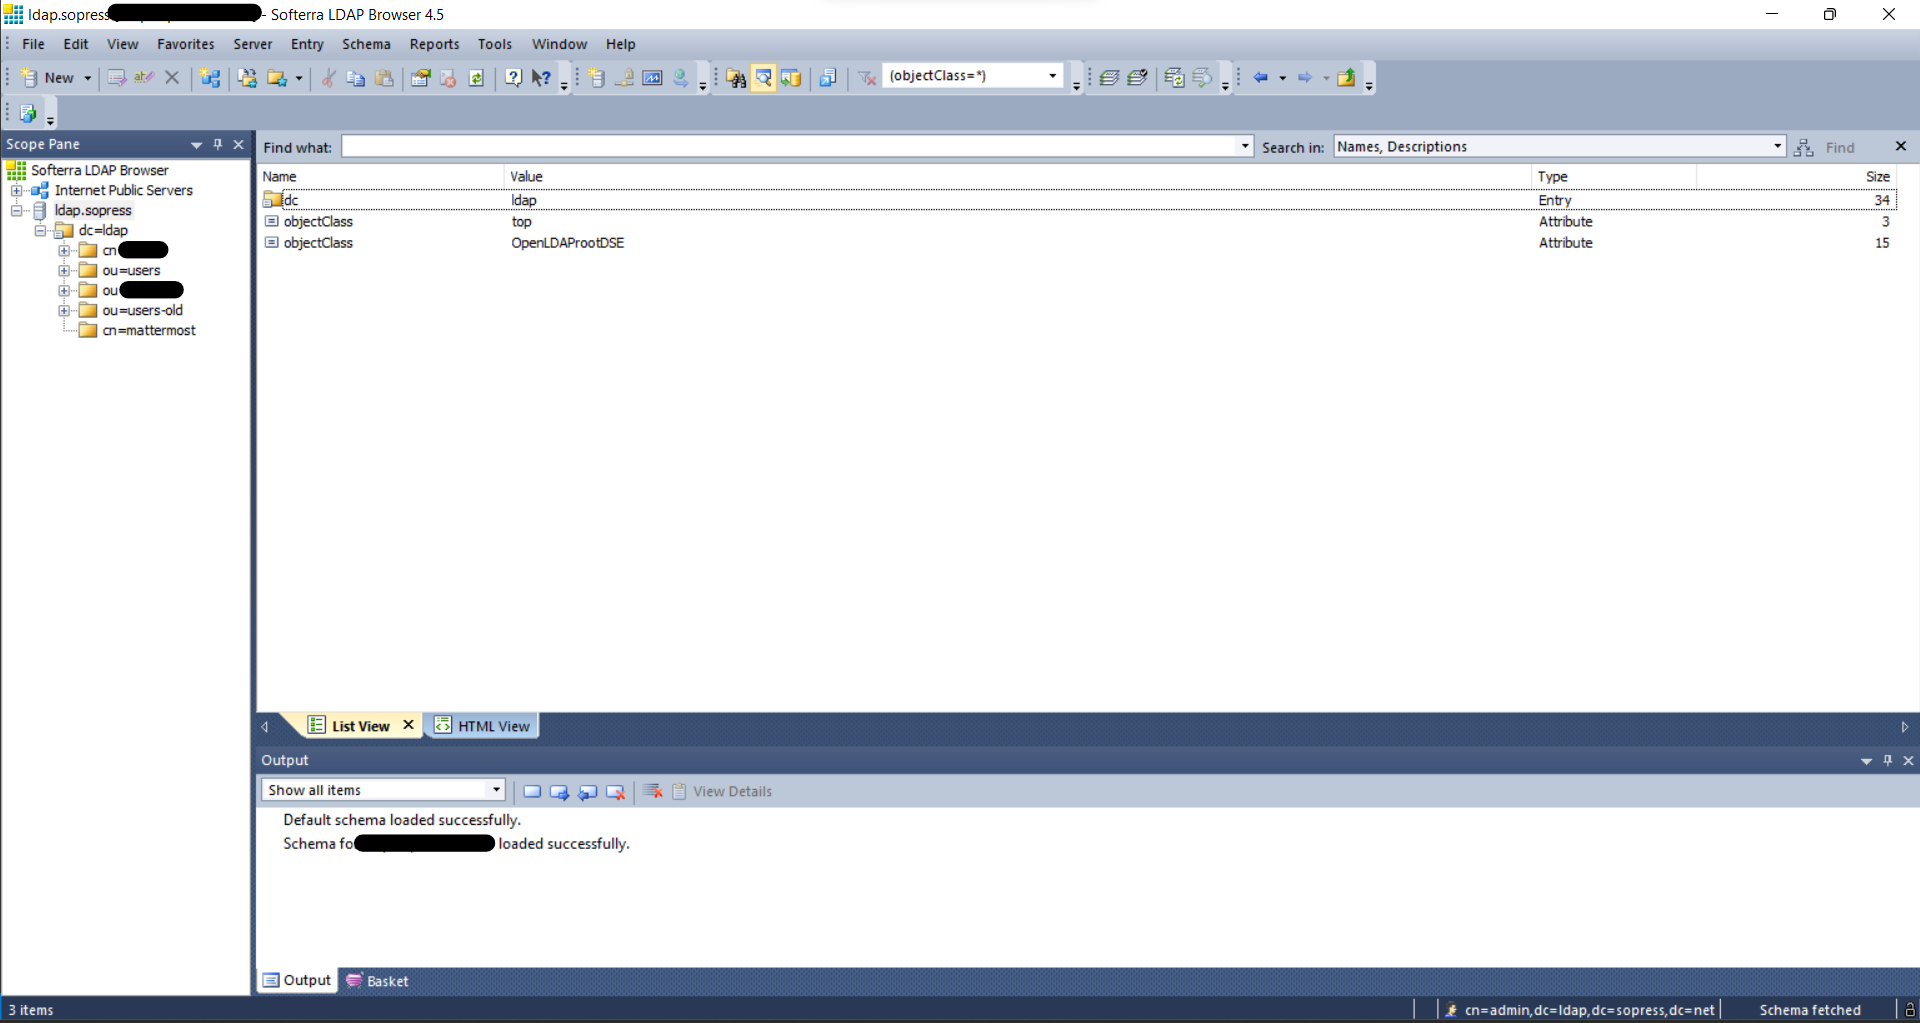 ldap.sopress - Softerra LDAP Browser 4.5
File Edit View Favorites Server Entry Schema Reports Tools Window Help
New (objectClass=*)
Scope Pane
Find what: Search in: Names, Descriptions Find
Softerra LDAP Browser
Internet Public Servers
ldap.sopress
dc=ldap
cn
ou=users
ou
ou=users-old
cn=mattermost
Name Value Type Size
dc ldap Entry 34
objectClass top Attribute 3
objectClass OpenLDAProotDSE Attribute 15
List View HTML View
Output
Show all items View Details
Default schema loaded successfully.
Schema fo loaded successfully.
Output Basket
3 items cn=admin,dc=ldap,dc=sopress,dc=net Schema fetched